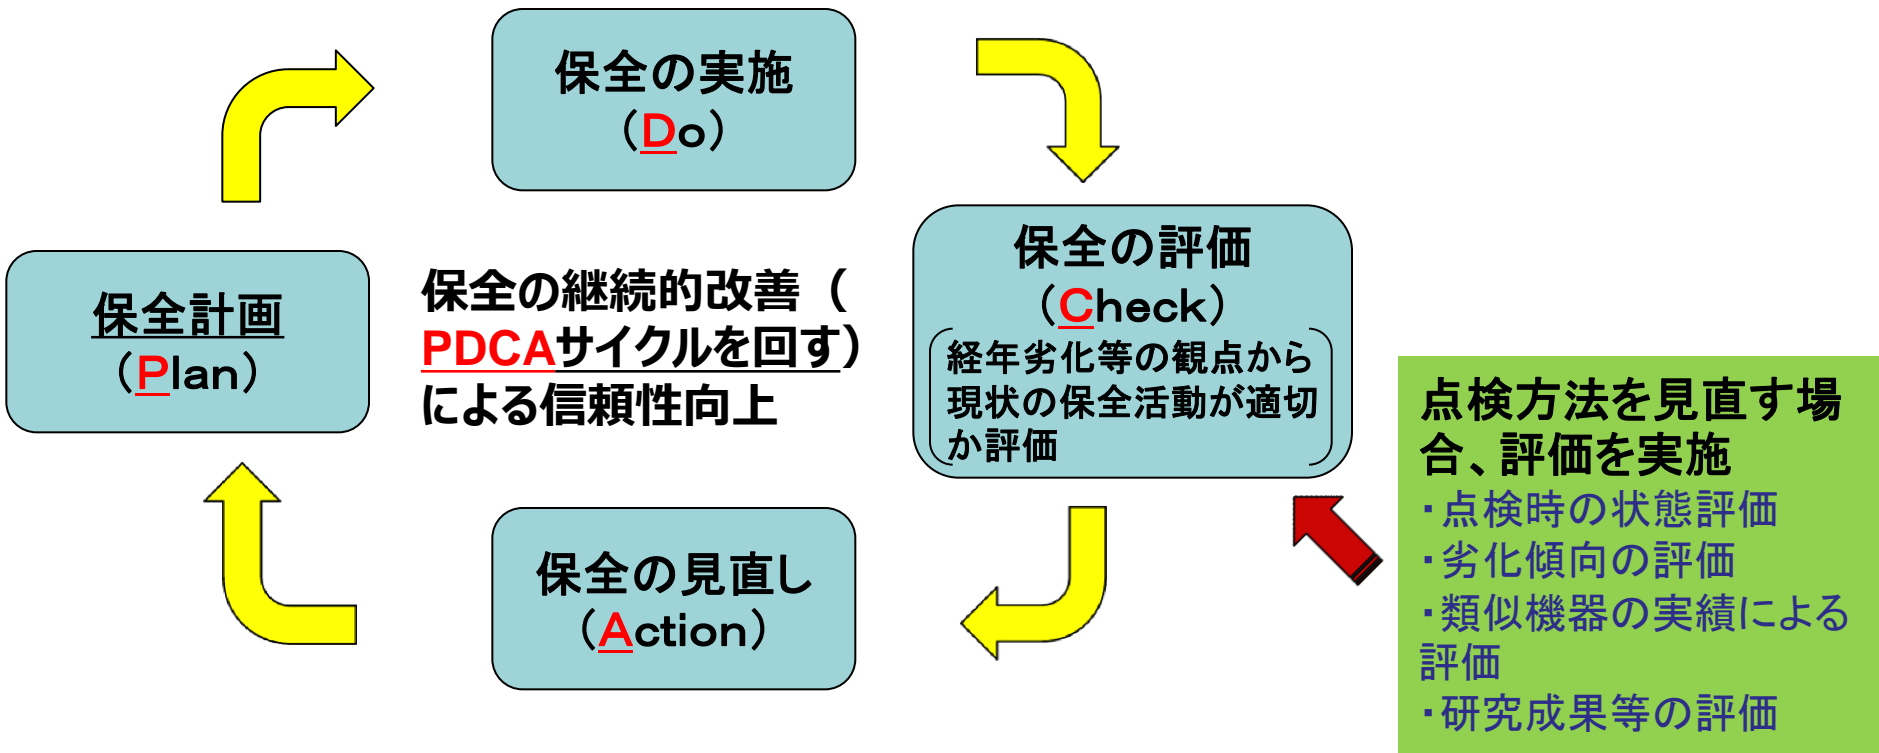 保全の実施
（Do）
保全計画
（Plan）
保全の継続的改善（
PDCAサイクルを回す）
による信頼性向上
保全の評価
（Check）
経年劣化等の観点から
現状の保全活動が適切
か評価
保全の見直し
（Action）
点検方法を見直す場
合、評価を実施
・点検時の状態評価
・劣化傾向の評価
・類似機器の実績による
評価
・研究成果等の評価